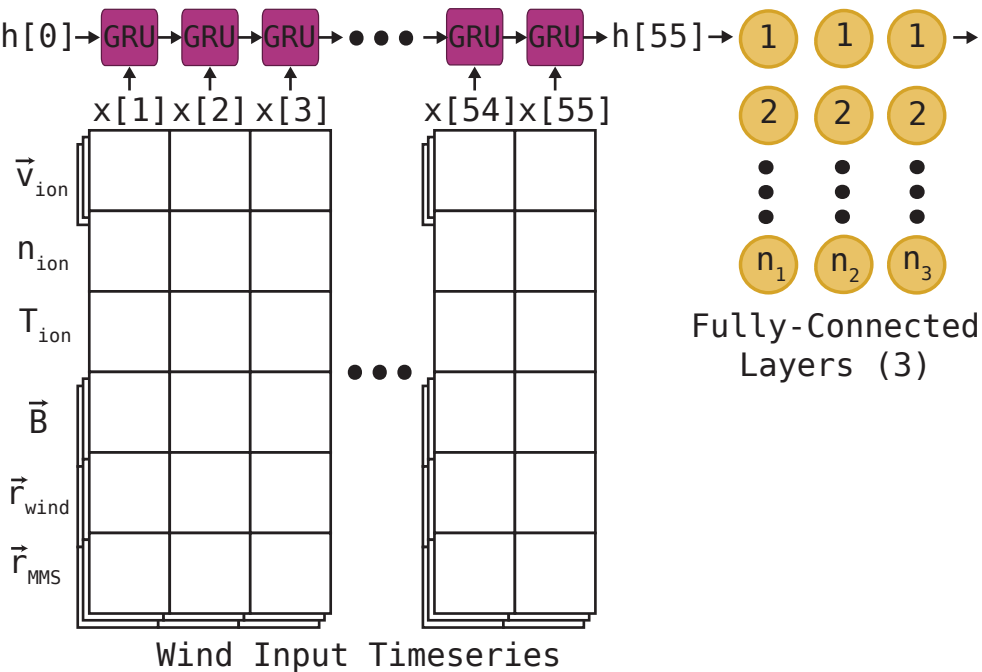 h[0] GRU GRU GRU GRU GRU h[55] 1 1 1
x[1] x[2] x[3] x[54] x[55] 2 2 2
v⃗ion
nion n₁ n₂ n₃
Tion Fully-Connected
Layers (3)
B⃗
r⃗wind
r⃗MMS
Wind Input Timeseries